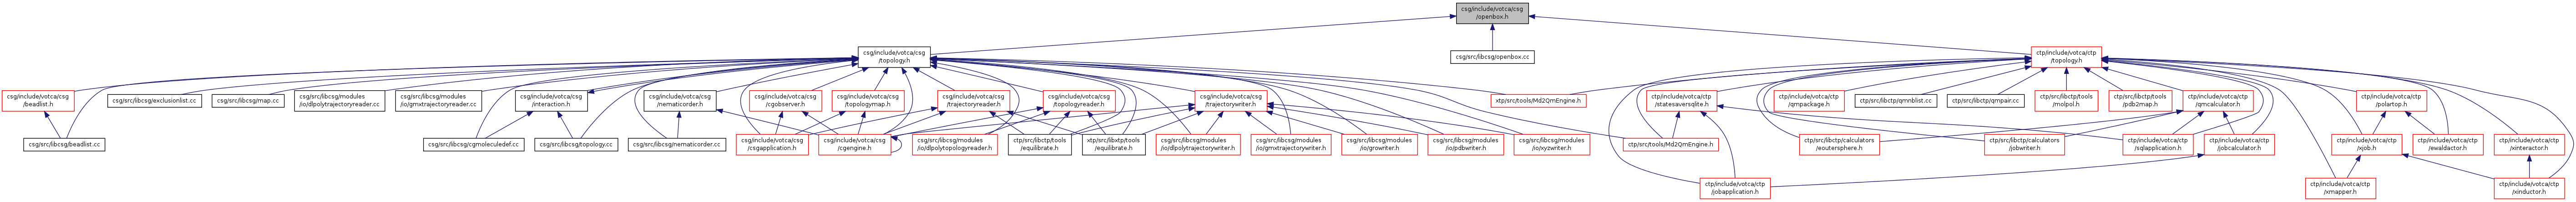 csg/include/votca/csg
/openbox.h
csg/include/votca/csg
/topology.h
csg/src/libcsg/openbox.cc
ctp/include/votca/ctp
/topology.h
csg/include/votca/csg
/beadlist.h
csg/src/libcsg/exclusionlist.cc
csg/src/libcsg/map.cc
csg/src/libcsg/modules
/io/dlpolytrajectoryreader.cc
csg/src/libcsg/modules
/io/gmxtrajectoryreader.cc
csg/include/votca/csg
/interaction.h
csg/include/votca/csg
/nematicorder.h
csg/include/votca/csg
/cgobserver.h
csg/include/votca/csg
/topologymap.h
csg/include/votca/csg
/trajectoryreader.h
csg/include/votca/csg
/topologyreader.h
csg/include/votca/csg
/trajectorywriter.h
xtp/src/tools/Md2QmEngine.h
ctp/include/votca/ctp
/statesaversqlite.h
ctp/include/votca/ctp
/qmpackage.h
ctp/src/libctp/qmnblist.cc
ctp/src/libctp/qmpair.cc
ctp/src/libctp/tools
/molpol.h
ctp/src/libctp/tools
/pdb2map.h
ctp/include/votca/ctp
/qmcalculator.h
ctp/include/votca/ctp
/polartop.h
csg/src/libcsg/beadlist.cc
csg/src/libcsg/cgmoleculedef.cc
csg/src/libcsg/topology.cc
csg/src/libcsg/nematicorder.cc
csg/include/votca/csg
/csgapplication.h
csg/include/votca/csg
/cgengine.h
csg/src/libcsg/modules
/io/dlpolytopologyreader.h
ctp/src/libctp/tools
/equilibrate.h
xtp/src/libxtp/tools
/equilibrate.h
csg/src/libcsg/modules
/io/dlpolytrajectorywriter.h
csg/src/libcsg/modules
/io/gmxtrajectorywriter.h
csg/src/libcsg/modules
/io/growriter.h
csg/src/libcsg/modules
/io/pdbwriter.h
csg/src/libcsg/modules
/io/xyzwriter.h
ctp/src/tools/Md2QmEngine.h
ctp/src/libctp/calculators
/eoutersphere.h
ctp/src/libctp/calculators
/jobwriter.h
ctp/include/votca/ctp
/sqlapplication.h
ctp/include/votca/ctp
/jobcalculator.h
ctp/include/votca/ctp
/xjob.h
ctp/include/votca/ctp
/ewaldactor.h
ctp/include/votca/ctp
/xinteractor.h
ctp/include/votca/ctp
/jobapplication.h
ctp/include/votca/ctp
/xmapper.h
ctp/include/votca/ctp
/xinductor.h